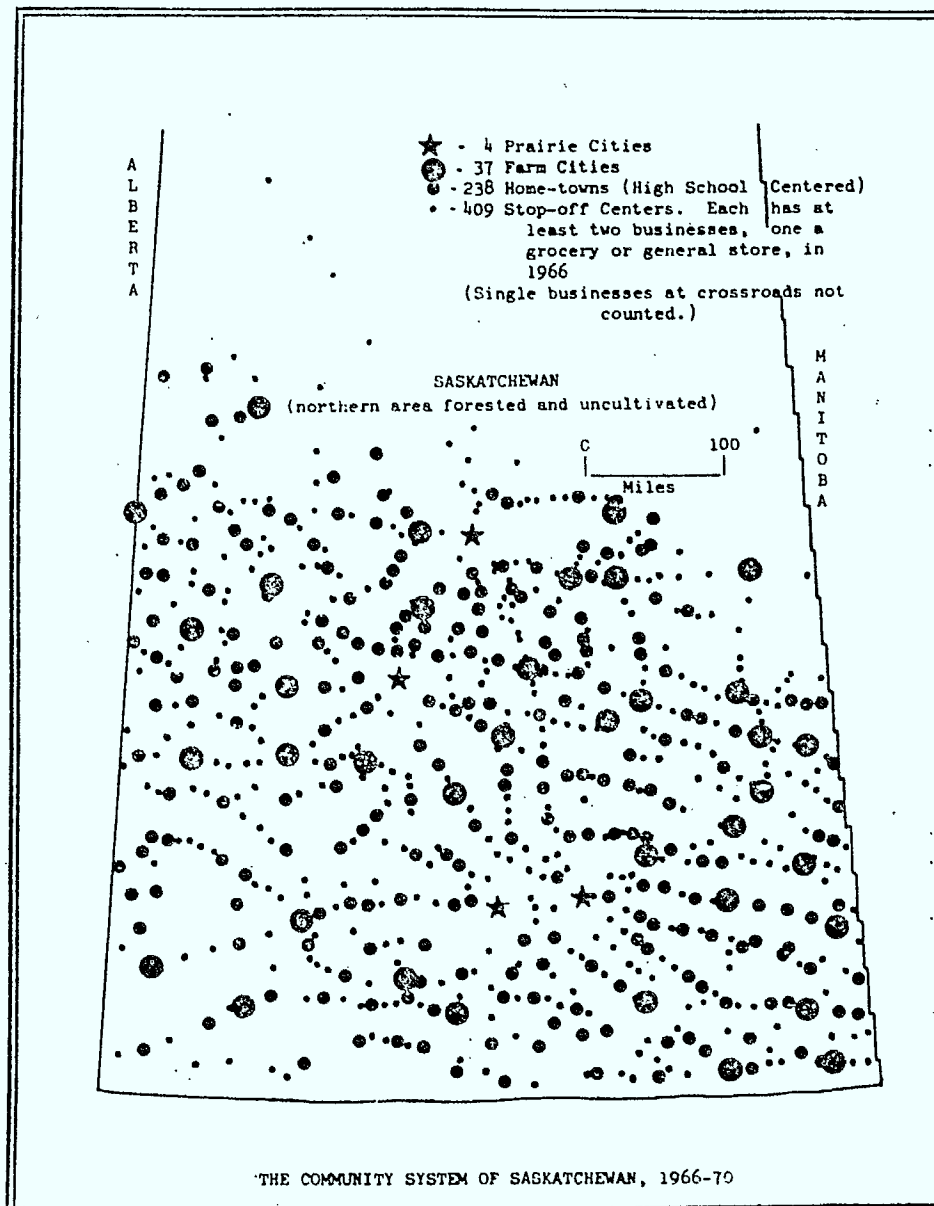 ★ - 4 Prairie Cities
- 37 Farm Cities
- 238 Home-towns (High School Centered)
- 409 Stop-off Centers. Each has at
least two businesses, one a
grocery or general store, in
1966
(Single businesses at crossroads not
counted.)
ALBERTA
SASKATCHEWAN
(northern area forested and uncultivated)
MANITOBA
C 100
Miles
THE COMMUNITY SYSTEM OF SASKATCHEWAN, 1966-70